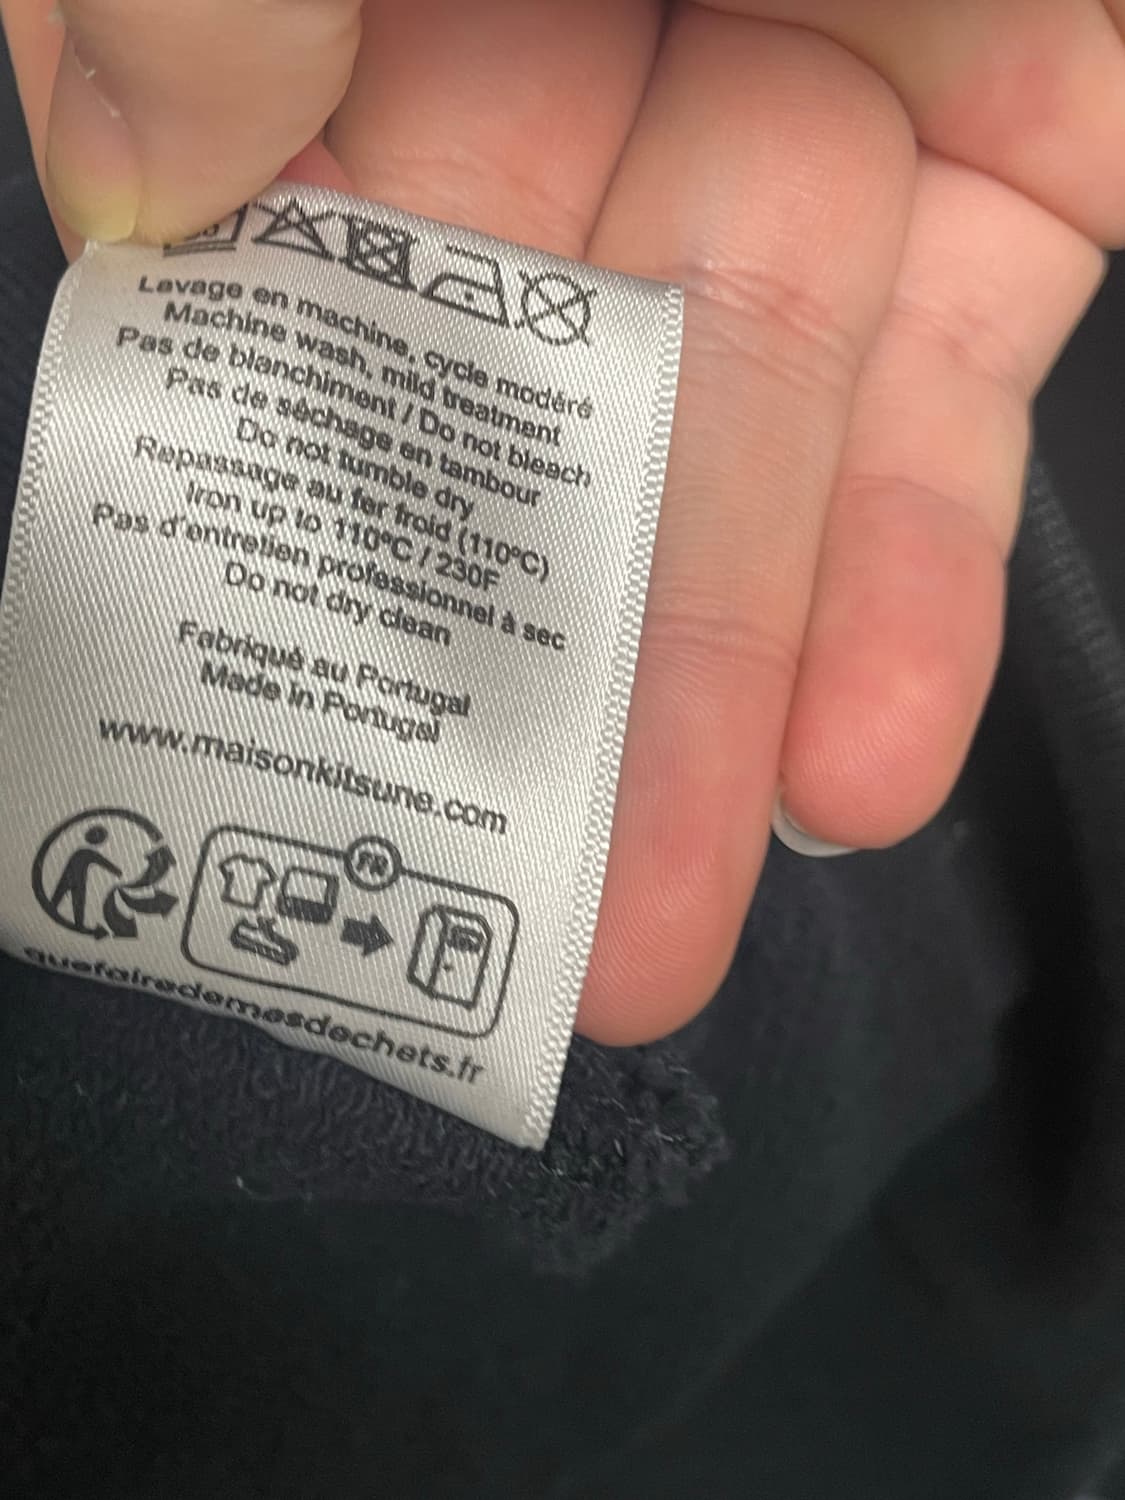 Lavage en machine, cycle modéré
Machine wash, mild treatment
Pas de blanchiment / Do not bleach
Pas de séchage en tambour
Do not tumble dry
Repassage au fer froid (110ºC)
Iron up to 110ºC / 230F
Pas d'entretien professionnel à sec
Do not dry clean
Fabriqué au Portugal
Made in Portugal
www.maisonkitsune.com
FR
quefairedemesdechets.fr